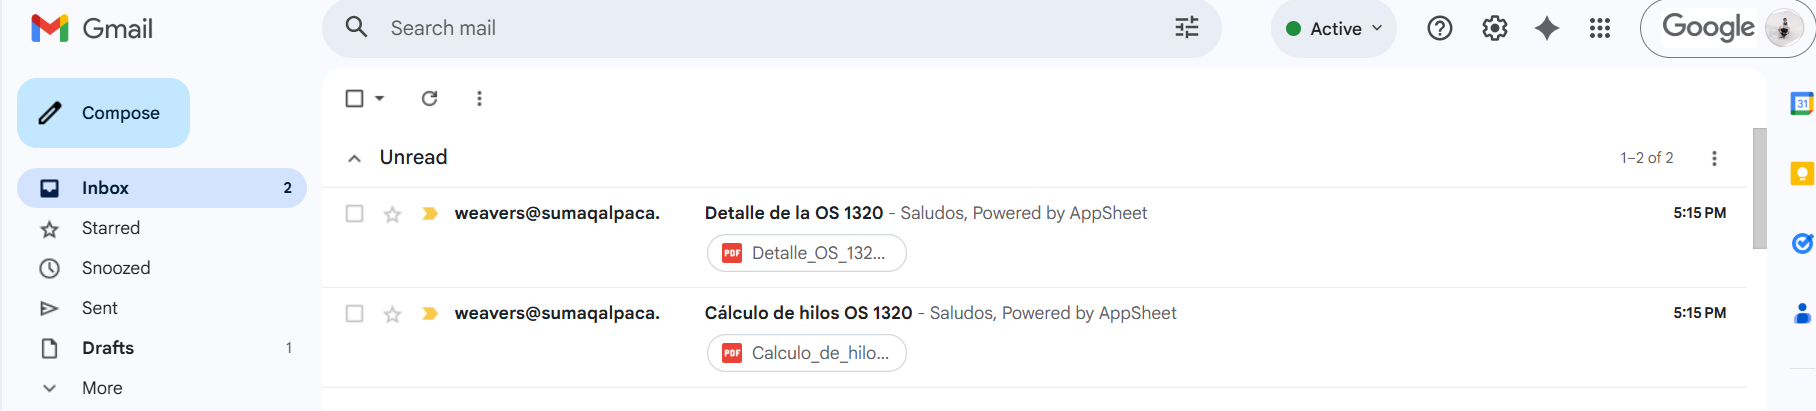 Gmail
Search mail
Active
Google
Compose
Unread
1–2 of 2
31
Inbox 2
weavers@sumaqalpaca. Detalle de la OS 1320 - Saludos, Powered by AppSheet 5:15 PM
Starred
PDF Detalle_OS_132...
Snoozed
Sent
weavers@sumaqalpaca. Cálculo de hilos OS 1320 - Saludos, Powered by AppSheet 5:15 PM
Drafts 1
PDF Calculo_de_hilo...
More